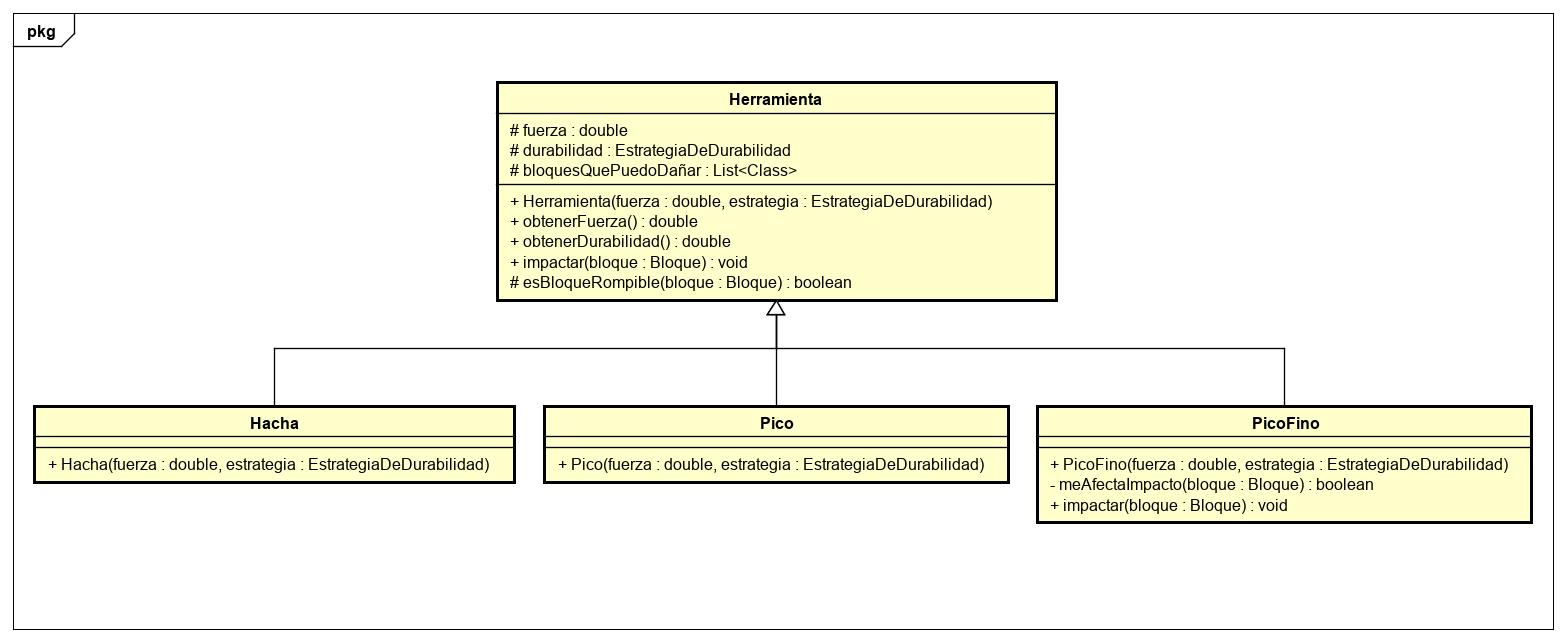 pkg
Herramienta
# fuerza : double
# durabilidad : EstrategiaDeDurabilidad
# bloquesQuePuedoDañar : List<Class>
+ Herramienta(fuerza : double, estrategia : EstrategiaDeDurabilidad)
+ obtenerFuerza() : double
+ obtenerDurabilidad() : double
+ impactar(bloque : Bloque) : void
# esBloqueRompible(bloque : Bloque) : boolean
Hacha
+ Hacha(fuerza : double, estrategia : EstrategiaDeDurabilidad)
Pico
+ Pico(fuerza : double, estrategia : EstrategiaDeDurabilidad)
PicoFino
+ PicoFino(fuerza : double, estrategia : EstrategiaDeDurabilidad)
- meAfectaImpacto(bloque : Bloque) : boolean
+ impactar(bloque : Bloque) : void